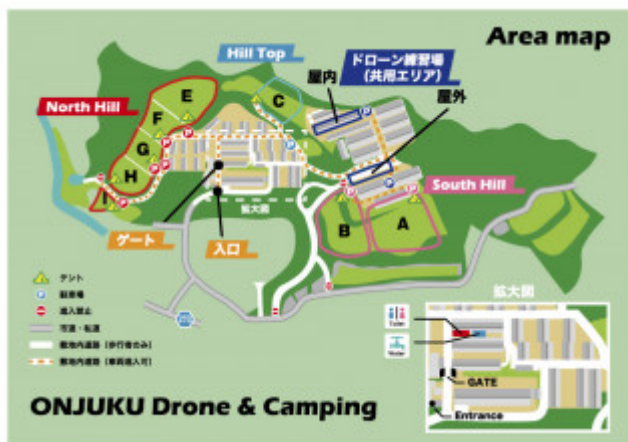 Area map
Hill Top
ドローン練習場
（共用エリア）
屋内
屋外
North Hill
E
F
G
H
I
C
P
South Hill
B
A
拡大図
ゲート
入口
テント
駐車場
進入禁止
市道・私道
敷地内通路（歩行者のみ）
敷地内通路（車両進入可）
拡大図
Toilet
Water
GATE
Entrance
ONJUKU Drone & Camping